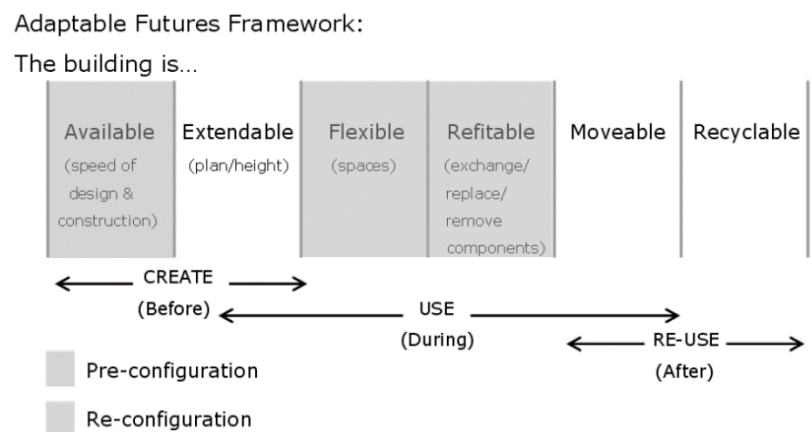 Adaptable Futures Framework:
The building is...
Available
(speed of
design &
construction)
Extendable
(plan/height)
Flexible
(spaces)
Refitable
(exchange/
replace/
remove
components)
Moveable
Recyclable
CREATE
(Before)
USE
(During)
RE-USE
(After)
Pre-configuration
Re-configuration